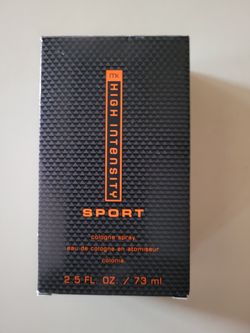 MK
HIGH INTENSITY
SPORT
cologne spray
eau de cologne en atomiseur
colonia
2.5 FL. OZ. / 73 ml